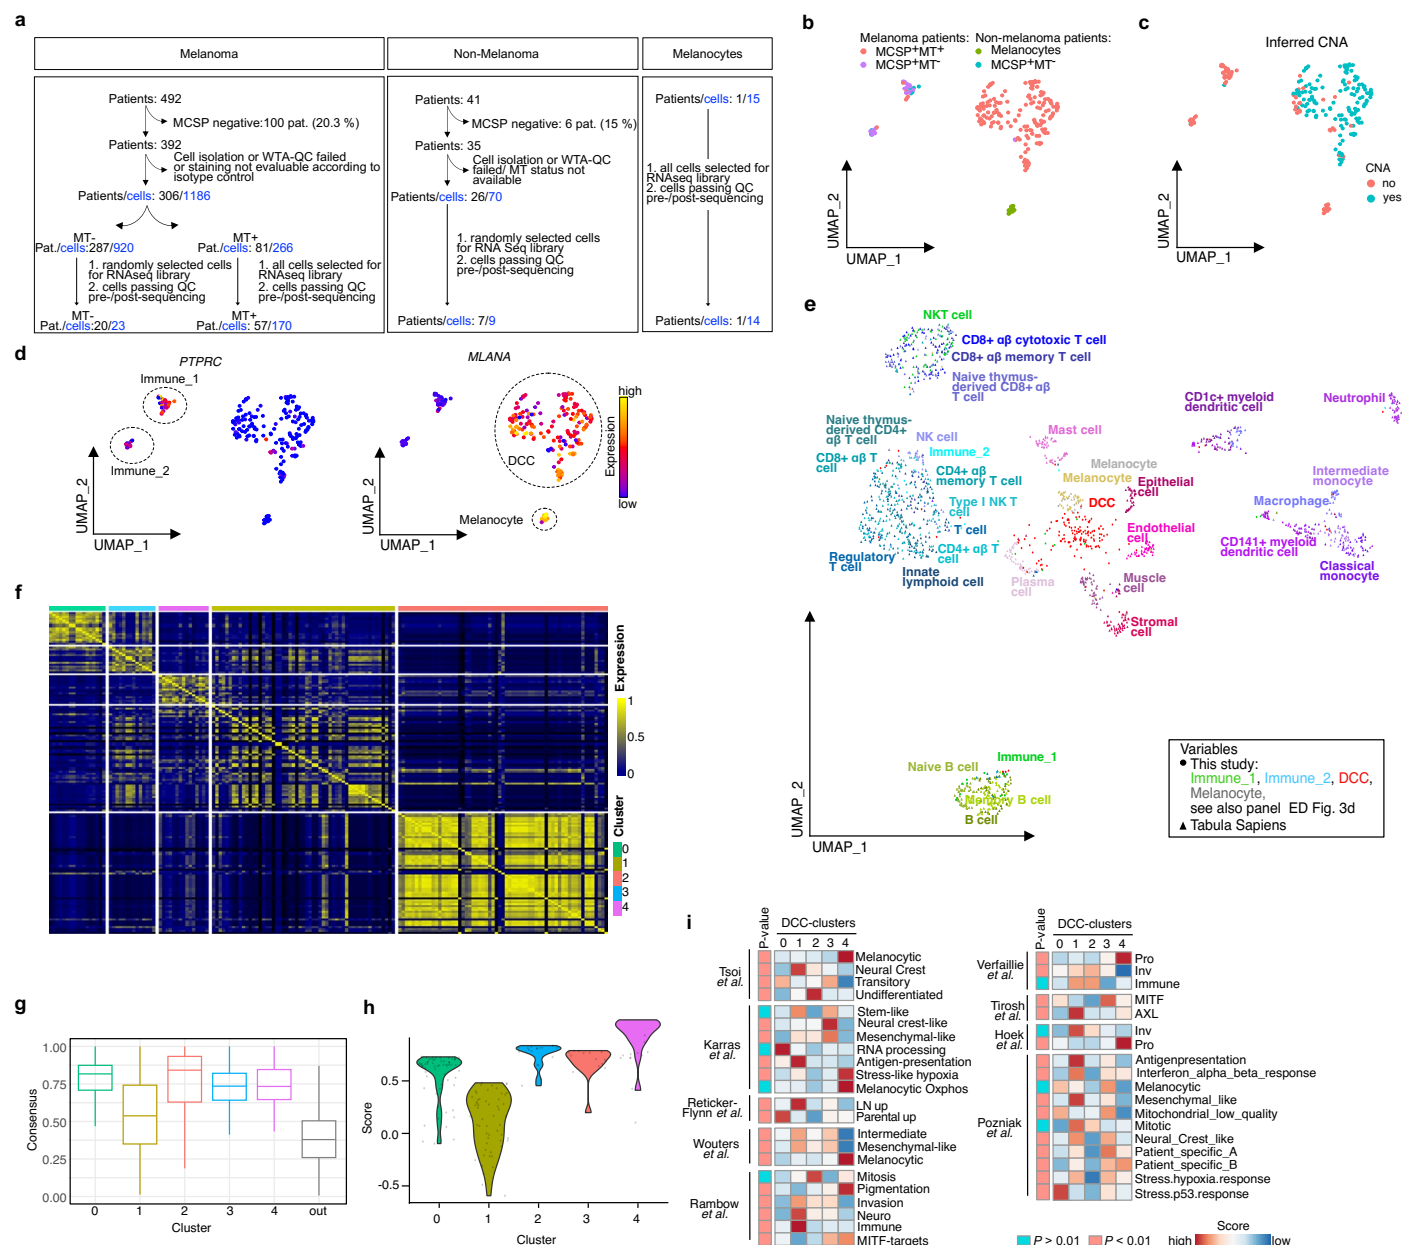 a
Melanoma
Non-Melanoma
Melanocytes
Patients: 492
MCSP negative:100 pat. (20.3 %)
Patients: 392
Cell isolation or WTA-QC failed
or staining not evaluable according to
isotype control
Patients/cells: 306/1186
MT-
Pat./cells:287/920
MT+
Pat./cells: 81/266
1. randomly selected cells
for RNAseq library
2. cells passing QC
pre-/post-sequencing
1. all cells selected for
RNAseq library
2. cells passing QC
pre-/post-sequencing
MT-
Pat./cells:20/23
MT+
Pat./cells: 57/170
Patients: 41
MCSP negative: 6 pat. (15 %)
Patients: 35
Cell isolation or WTA-QC
failed/ MT status not
available
Patients/cells: 26/70
1. randomly selected cells
for RNA Seq library
2. cells passing QC
pre-/post-sequencing
Patients/cells: 7/9
Patients/cells: 1/15
1. all cells selected for
RNAseq library
2. cells passing QC
pre-/post-sequencing
Patients/cells: 1/14
b
Melanoma patients:
MCSP+MT+
MCSP+MT-
Non-melanoma patients:
Melanocytes
MCSP+MT-
UMAP_2
UMAP_1
c
Inferred CNA
CNA
no
yes
UMAP_2
UMAP_1
d
PTPRC
Immune_1
Immune_2
UMAP_2
UMAP_1
MLANA
DCC
Melanocyte
UMAP_2
UMAP_1
high
Expression
low
e
NKT cell
CD8+ αβ cytotoxic T cell
CD8+ αβ memory T cell
Naive thymus-
derived CD8+ αβ
T cell
Naive thymus-
derived CD4+
αβ T cell
CD8+ αβ T
cell
NK cell
Immune_2
CD4+ αβ
memory T cell
Type I NK T
cell
T cell
CD4+ αβ T
cell
Regulatory
T cell
Innate
lymphoid cell
Mast cell
Melanocyte
Melanocyte
Epithelial
cell
DCC
Endothelial
cell
Plasma
cell
Muscle
cell
Stromal
cell
CD1c+ myeloid
dendritic cell
Neutrophil
Intermediate
monocyte
Macrophage
CD141+ myeloid
dendritic cell
Classical
monocyte
Immune_1
Naive B cell
Memory B cell
B cell
UMAP_2
UMAP_1
Variables
This study:
Immune_1, Immune_2, DCC,
Melanocyte,
see also panel ED Fig. 3d
Tabula Sapiens
f
Expression
1
0.5
0
Cluster
0
1
2
3
4
g
Consensus
1.00
0.75
0.50
0.25
0.00
0 1 2 3 4 out
Cluster
h
Score
0.5
0.0
-0.5
0 1 2 3 4
Cluster
i
P-value
DCC-clusters
0 1 2 3 4
Tsoi
et al.
Melanocytic
Neural Crest
Transitory
Undifferentiated
Karras
et al.
Stem-like
Neural crest-like
Mesenchymal-like
RNA processing
Antigen-presentation
Stress-like hypoxia
Melanocytic Oxphos
Reticker-
Flynn et al.
LN up
Parental up
Wouters
et al.
Intermediate
Mesenchymal-like
Melanocytic
Rambow
et al.
Mitosis
Pigmentation
Invasion
Neuro
Immune
MITF-targets
P-value
DCC-clusters
0 1 2 3 4
Verfaillie
et al.
Pro
Inv
Immune
Tirosh
et al.
MITF
AXL
Hoek
et al.
Inv
Pro
Pozniak
et al.
Antigenpresentation
Interferon_alpha_beta_response
Melanocytic
Mesenchymal_like
Mitochondrial_low_quality
Mitotic
Neural_Crest_like
Patient_specific_A
Patient_specific_B
Stress.hypoxia.response
Stress.p53.response
P > 0.01
P < 0.01
Score
high
low